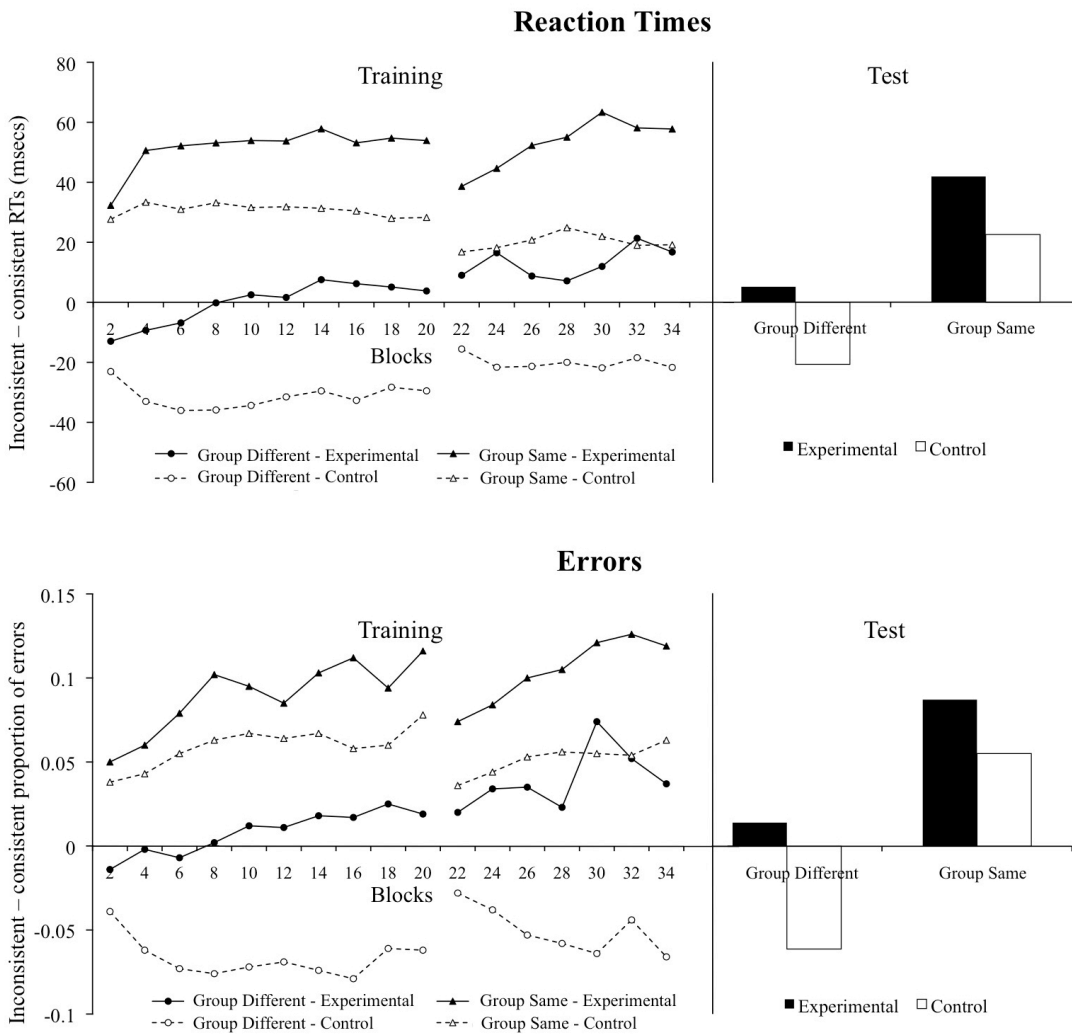 Reaction Times
Training
Test
Inconsistent – consistent RTs (msecs)
80
60
40
20
0
-20
-40
-60
2 4 6 8 10 12 14 16 18 20 22 24 26 28 30 32 34
Blocks
Group Different
Group Same
Group Different - Experimental
Group Same - Experimental
Group Different - Control
Group Same - Control
Experimental
Control
Errors
Training
Test
Inconsistent – consistent proportion of errors
0.15
0.1
0.05
0
-0.05
-0.1
2 4 6 8 10 12 14 16 18 20 22 24 26 28 30 32 34
Blocks
Group Different
Group Same
Group Different - Experimental
Group Same - Experimental
Group Different - Control
Group Same - Control
Experimental
Control